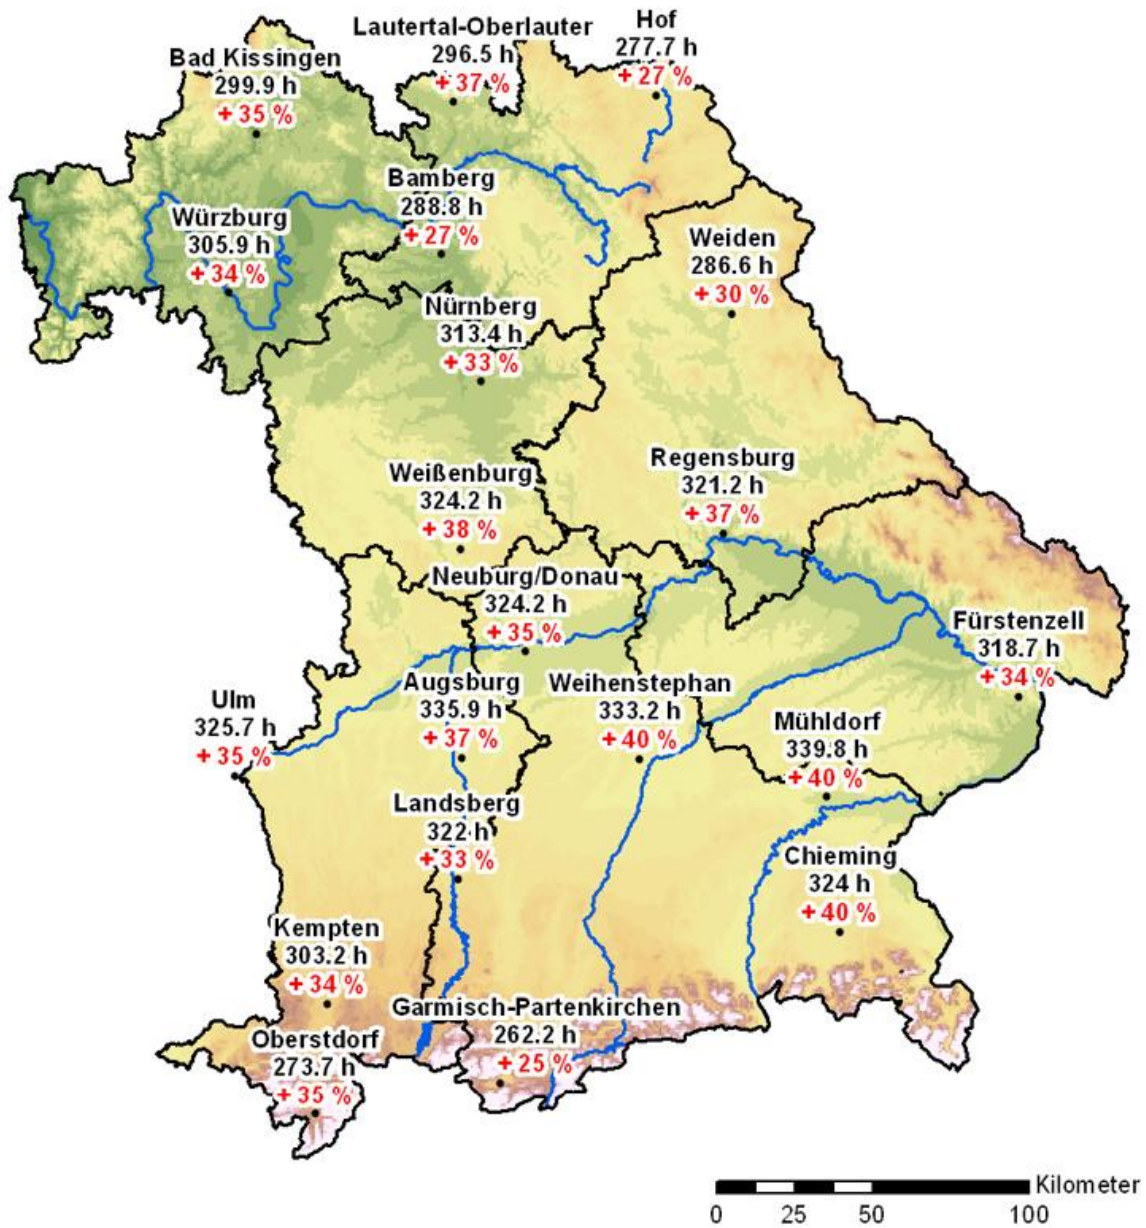 Lautertal-Oberlauter
296.5 h
+ 37 %
Hof
277.7 h
+ 27 %
Bad Kissingen
299.9 h
+ 35 %
Bamberg
288.8 h
+ 27 %
Würzburg
305.9 h
+ 34 %
Weiden
286.6 h
+ 30 %
Nürnberg
313.4 h
+ 33 %
Weißenburg
324.2 h
+ 38 %
Regensburg
321.2 h
+ 37 %
Neuburg/Donau
324.2 h
+ 35 %
Fürstenzell
318.7 h
+ 34 %
Augsburg
335.9 h
+ 37 %
Weihenstephan
333.2 h
+ 40 %
Ulm
325.7 h
+ 35 %
Mühldorf
339.8 h
+ 40 %
Landsberg
322 h
+ 33 %
Chieming
324 h
+ 40 %
Kempten
303.2 h
+ 34 %
Garmisch-Partenkirchen
262.2 h
+ 25 %
Oberstdorf
273.7 h
+ 35 %
Kilometer
0 25 50 100